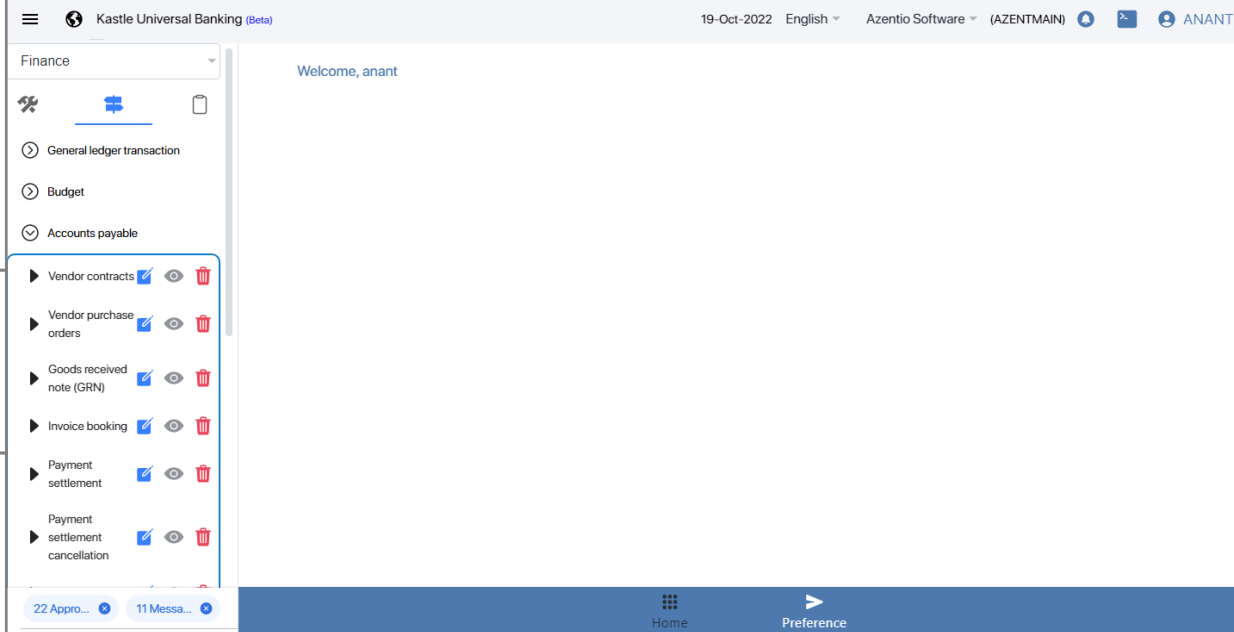 Kastle Universal Banking (Beta)
19-Oct-2022 English Azentio Software (AZENTMAIN) ANANT
Finance
Welcome, anant
General ledger transaction
Budget
Accounts payable
Vendor contracts
Vendor purchase
orders
Goods received
note (GRN)
Invoice booking
Payment
settlement
Payment
settlement
cancellation
22 Appro...
11 Messa...
Home
Preference